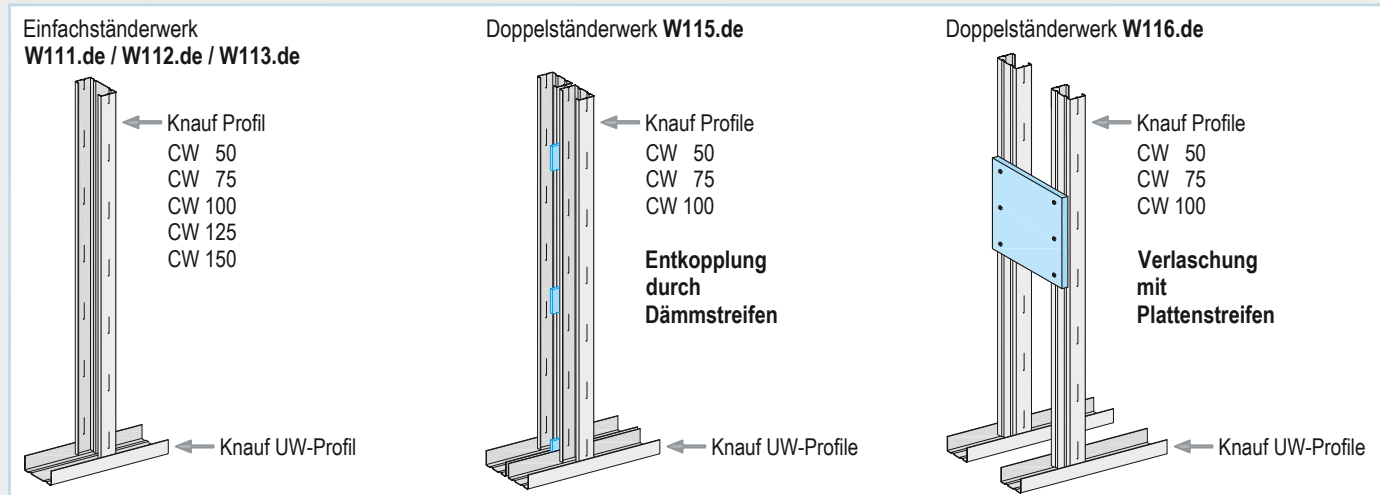 Einfachständerwerk
W111.de / W112.de / W113.de
Knauf Profil
CW 50
CW 75
CW 100
CW 125
CW 150
Knauf UW-Profil
Doppelständerwerk W115.de
Knauf Profile
CW 50
CW 75
CW 100
Entkopplung
durch
Dämmstreifen
Knauf UW-Profile
Doppelständerwerk W116.de
Knauf Profile
CW 50
CW 75
CW 100
Verlaschung
mit
Plattenstreifen
Knauf UW-Profile